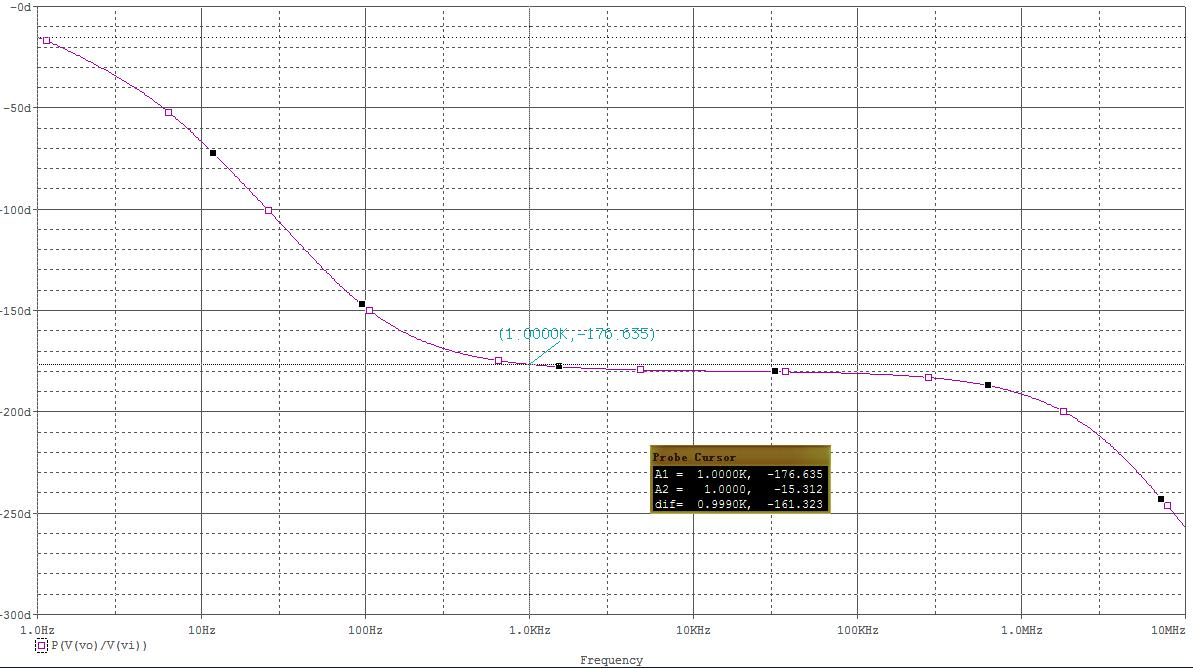 -0d
-50d
-100d
-150d
(1.0000K,-176.635)
-200d
Probe Cursor
A1 = 1.0000K, -176.635
A2 = 1.0000, -15.312
dif= 0.9990K, -161.323
-250d
-300d
1.0Hz 10Hz 100Hz 1.0KHz 10KHz 100KHz 1.0MHz 10MHz
P(V(vo)/V(vi))
Frequency